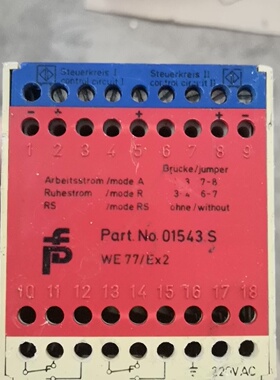 Steuerkreis I Steuerkreis II
control circuit I control circuit II
- + + -
1 2 3 4 5 6 7 8 9
Brücke/jumper
Arbeitsstrom/mode A 3 7-8
Ruhestrom /mode R 3-4 6-7
RS /mode RS ohne/without
Part. No. 01543 S
WE 77/Ex2
10 11 12 13 14 15 16 17 18
220V.AC